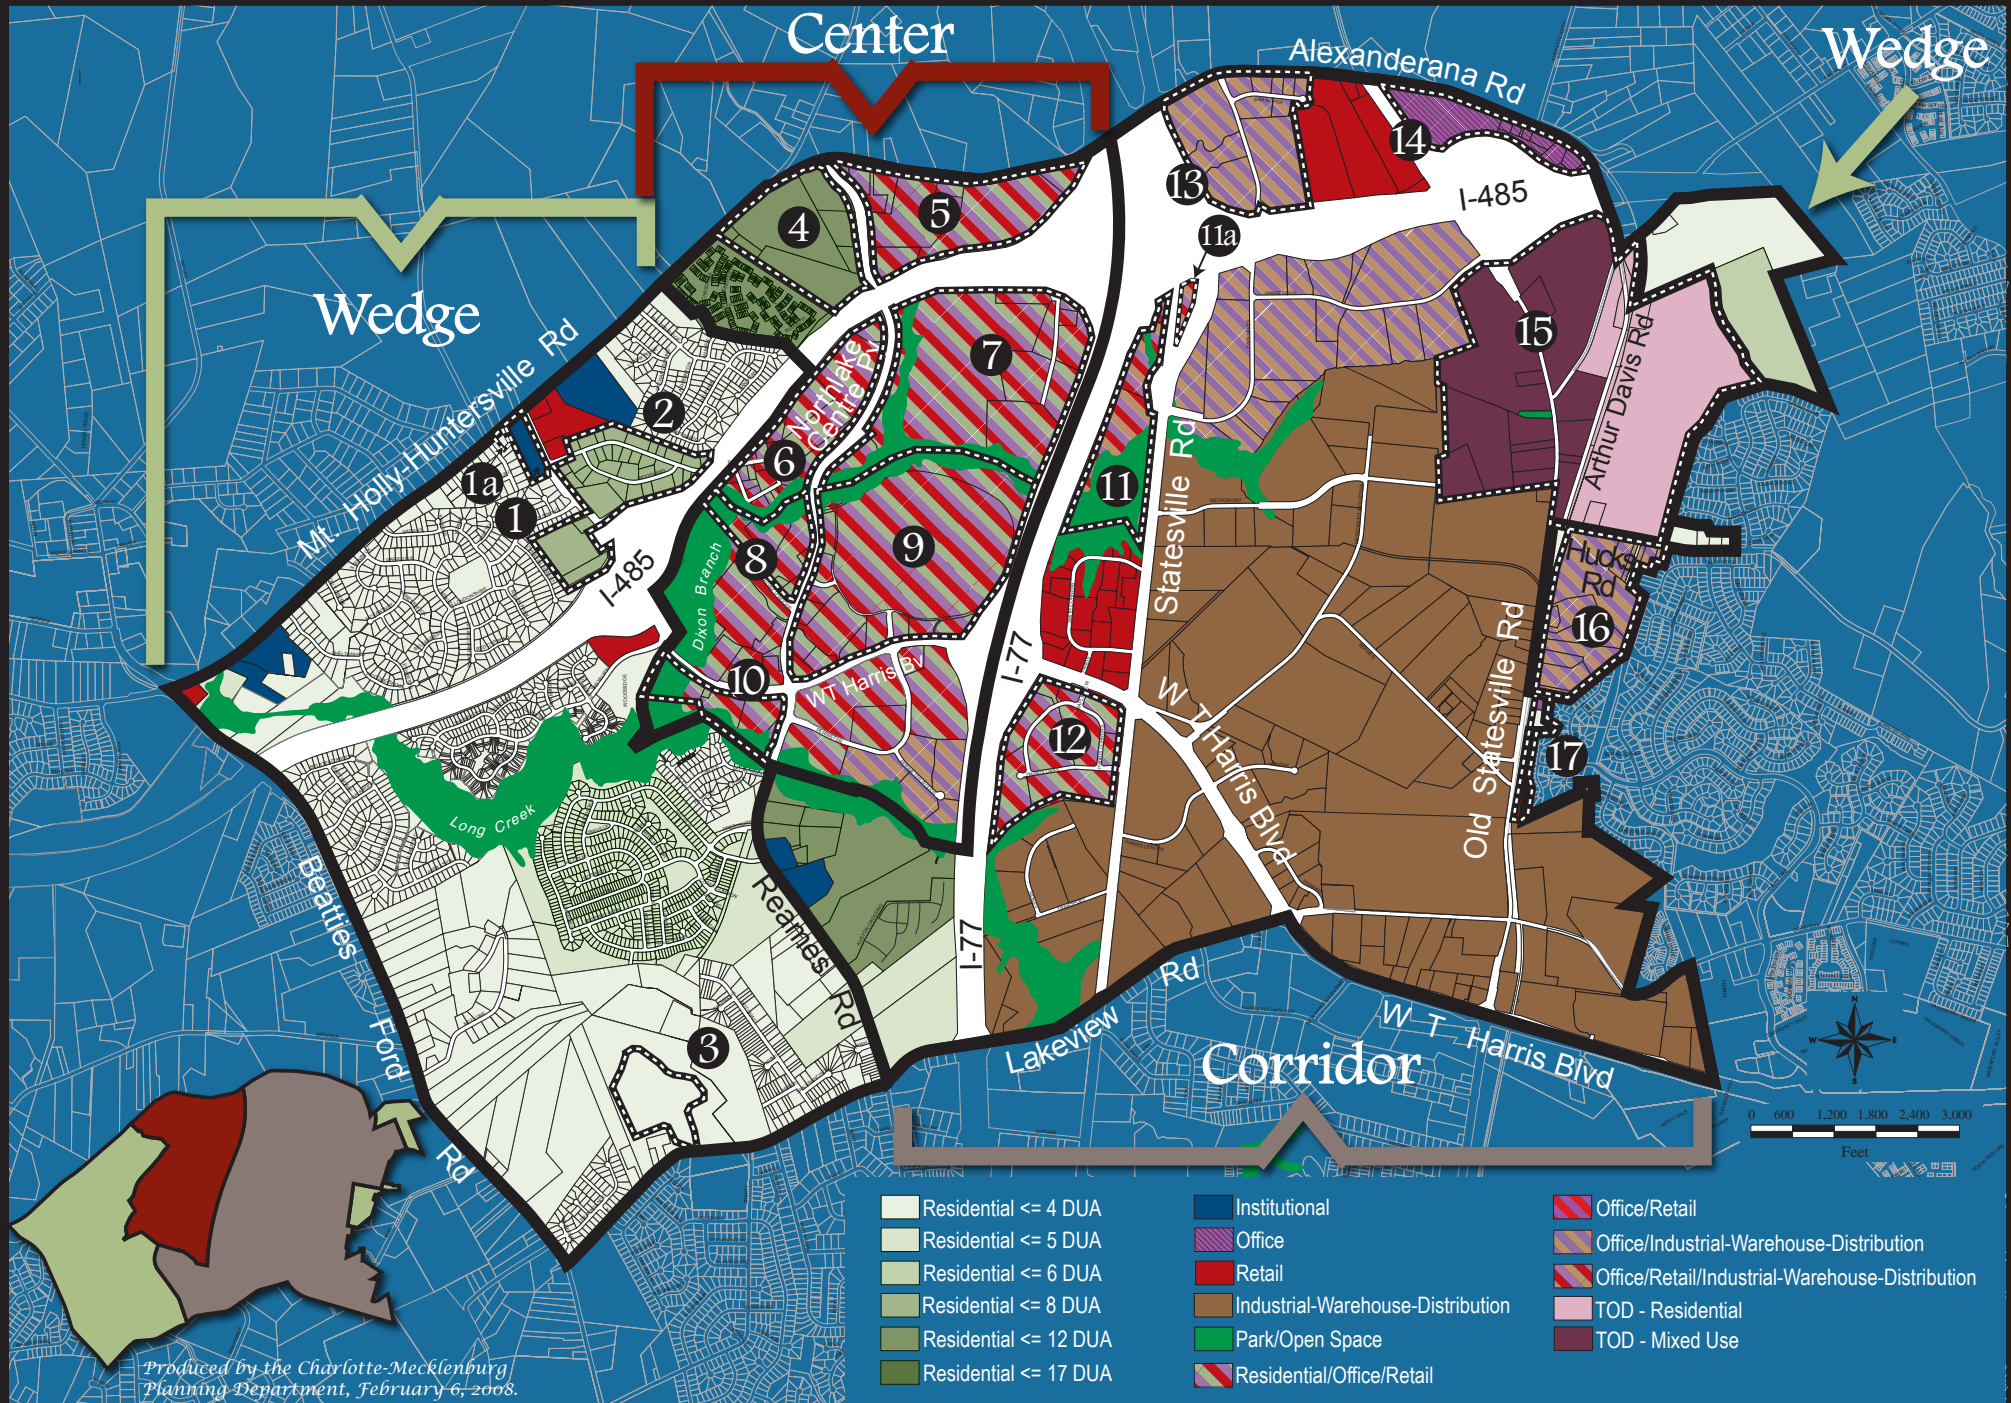 Center
Wedge
Alexanderana Rd
Wedge
Mt. Holly-Huntersville Rd
I-485
Northlake
Centre Pv
Arthur Davis Rd
4
5
13
14
11a
7
15
2
6
1a
1
11
8
9
Statesville Rd
Hucks
Rd
16
I-485
Dixon Branch
10
WT Harris Bv
I-77
12
W T Harris Blvd
Old Statesville Rd
17
Long Creek
Beatties Ford Rd
Reames Rd
I-77
3
Lakeview Rd
Corridor
W T Harris Blvd
N
W
E
S
0 600 1,200 1,800 2,400 3,000
Feet
Residential <= 4 DUA
Residential <= 5 DUA
Residential <= 6 DUA
Residential <= 8 DUA
Residential <= 12 DUA
Residential <= 17 DUA
Institutional
Office
Retail
Industrial-Warehouse-Distribution
Park/Open Space
Residential/Office/Retail
Office/Retail
Office/Industrial-Warehouse-Distribution
Office/Retail/Industrial-Warehouse-Distribution
TOD - Residential
TOD - Mixed Use
Produced by the Charlotte-Mecklenburg
Planning Department, February 6, 2008.